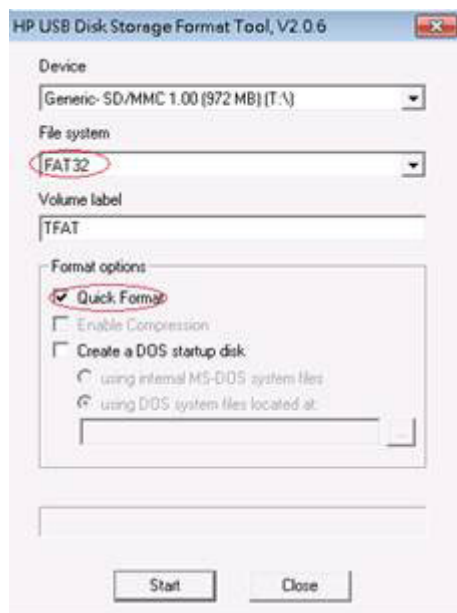 HP USB Disk Storage Format Tool, V2.0.6
Device
Generic- SD/MMC 1.00 (972 MB) (T:\)
File system
FAT32
Volume label
TFAT
Format options
Quick Format
Enable Compression
Create a DOS startup disk
using internal MS-DOS system files
using DOS system files located at:
...
Start
Close